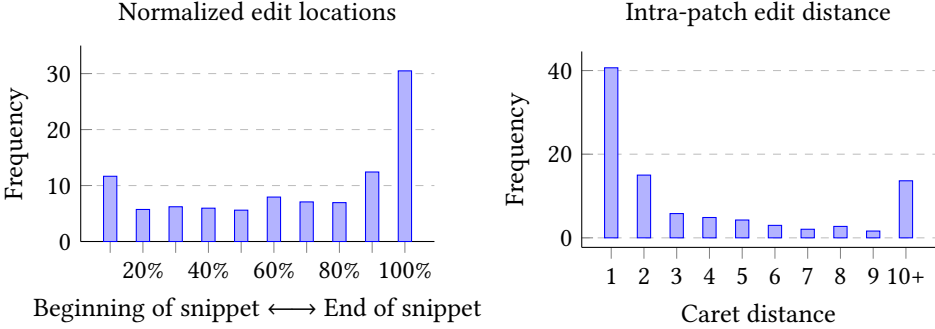 Normalized edit locations
Frequency
30
20
10
0
20% 40% 60% 80% 100%
Beginning of snippet ⟷ End of snippet
Intra-patch edit distance
Frequency
40
20
0
1 2 3 4 5 6 7 8 9 10+
Caret distance